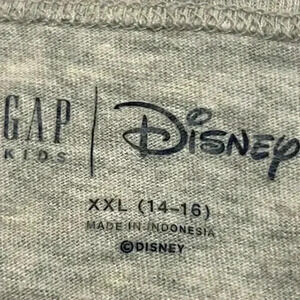 GAP | Disney
KIDS
XXL (14-16)
MADE IN INDONESIA
©DISNEY